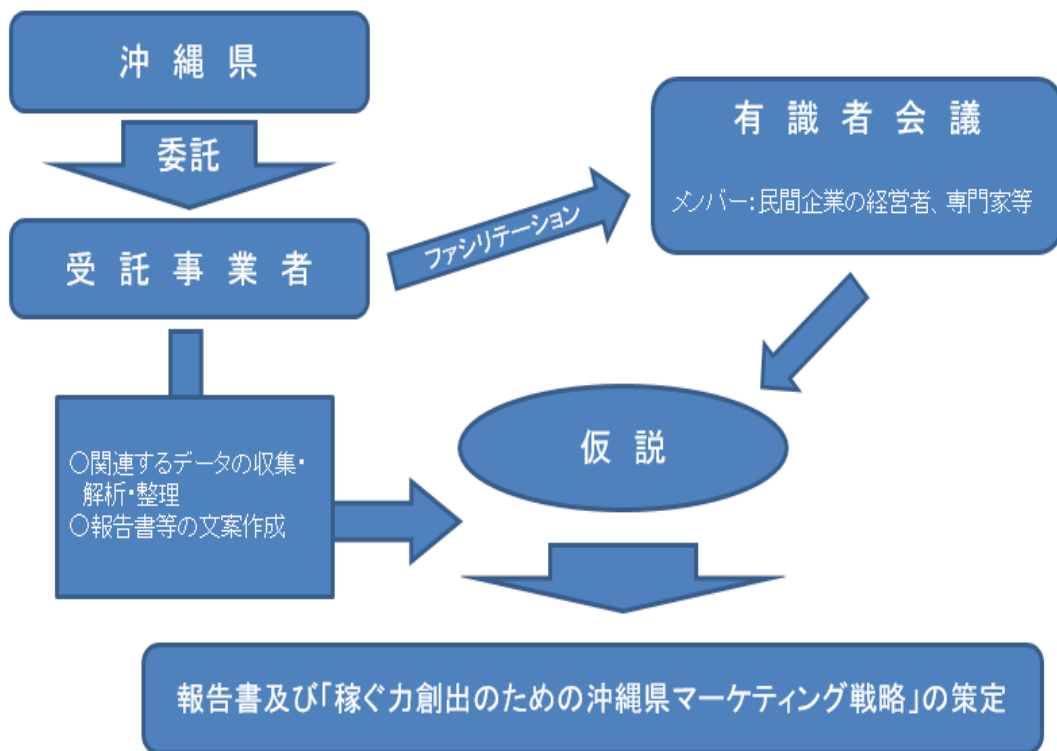 沖縄県
委託
受託事業者
ファシリテーション
有識者会議
メンバー：民間企業の経営者、専門家等
○関連するデータの収集・
解析・整理
○報告書等の文案作成
仮説
報告書及び「稼ぐ力創出のための沖縄県マーケティング戦略」の策定